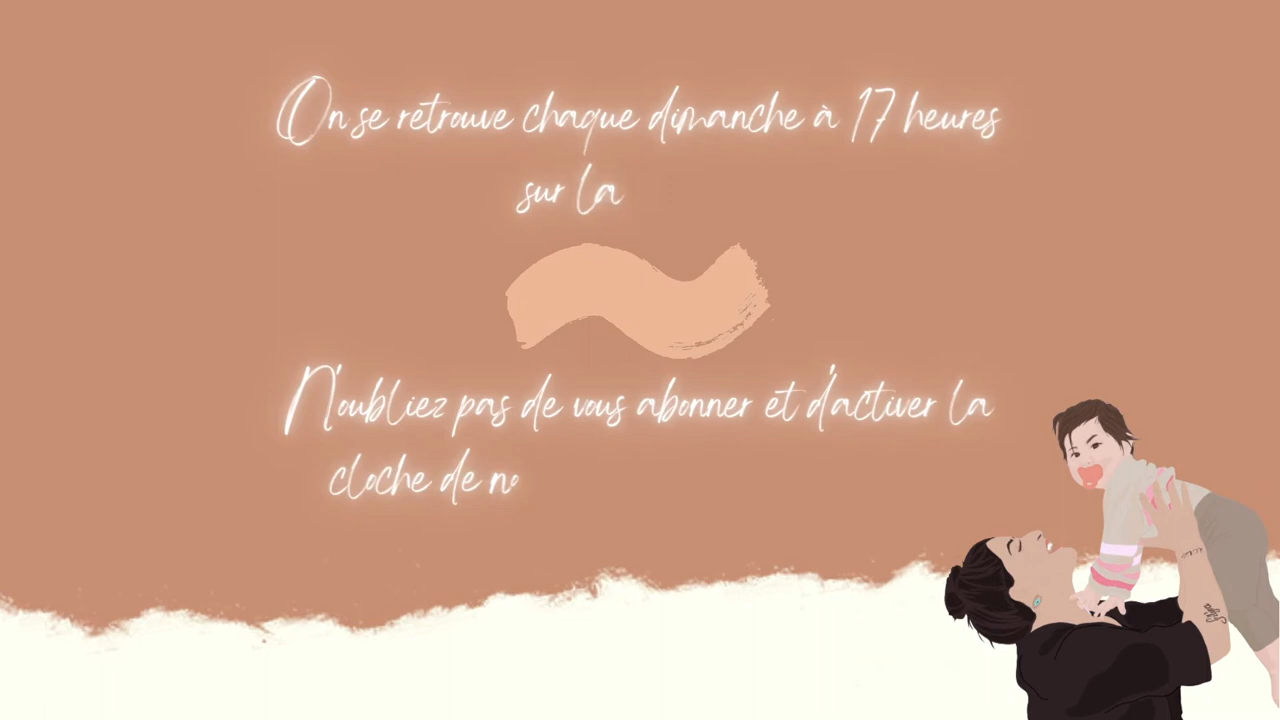 On se retrouve chaque dimanche à 17 heures
sur la
N'oubliez pas de vous abonner et d'activer la
cloche de no